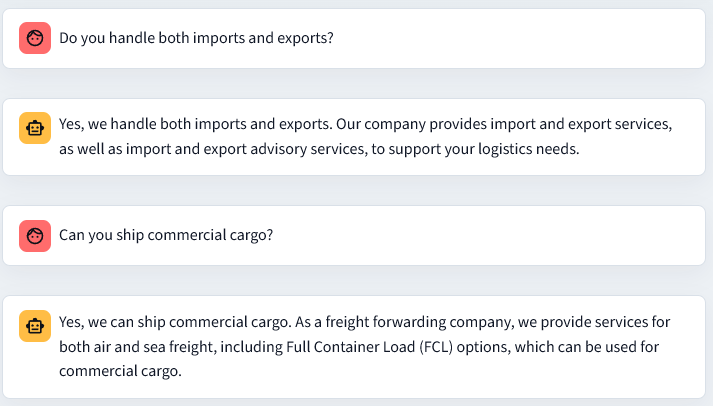 Do you handle both imports and exports?
Yes, we handle both imports and exports. Our company provides import and export services,
as well as import and export advisory services, to support your logistics needs.
Can you ship commercial cargo?
Yes, we can ship commercial cargo. As a freight forwarding company, we provide services for
both air and sea freight, including Full Container Load (FCL) options, which can be used for
commercial cargo.